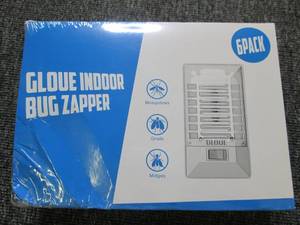 GLOUE INDOOR
BUG ZAPPER
6PACK
Mosquitoes
Gnats
Midges
GLOUE